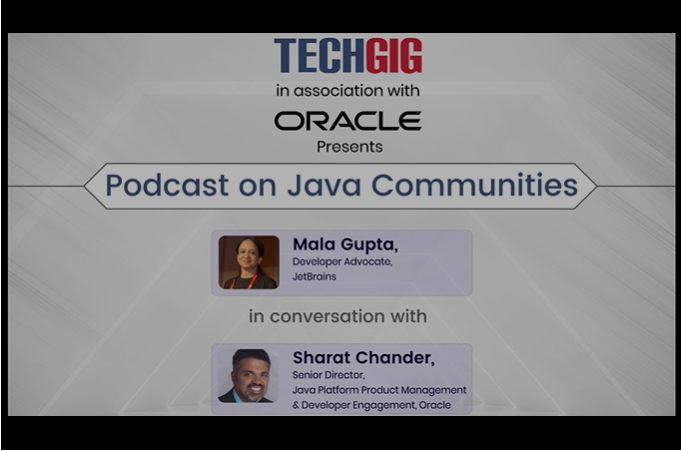 TECHGIG
in association with
ORACLE
Presents
Podcast on Java Communities
Mala Gupta,
Developer Advocate,
JetBrains
in conversation with
Sharat Chander,
Senior Director,
Java Platform Product Management
& Developer Engagement, Oracle